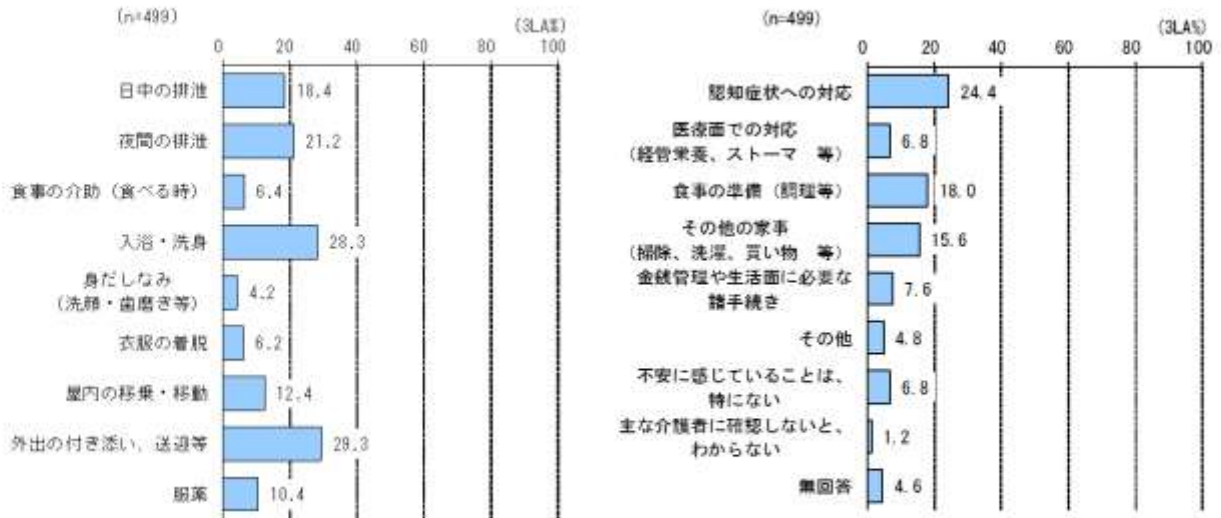 (n=499)
(3LA%)
0 20 40 60 80 100
日中の排泄 18.4
夜間の排泄 21.2
食事の介助（食べる時） 6.4
入浴・洗身 28.3
身だしなみ
（洗顔・歯磨き等） 4.2
衣服の着脱 6.2
屋内の移乗・移動 12.4
外出の付き添い、送迎等 29.3
服薬 10.4
(n=499)
(3LA%)
0 20 40 60 80 100
認知症状への対応 24.4
医療面での対応
（経管栄養、ストーマ　等） 6.8
食事の準備（調理等） 18.0
その他の家事
（掃除、洗濯、買い物　等） 15.6
金銭管理や生活面に必要な
諸手続き 7.6
その他 4.8
不安に感じていることは、
特にない 6.8
主な介護者に確認しないと、
わからない 1.2
無回答 4.6